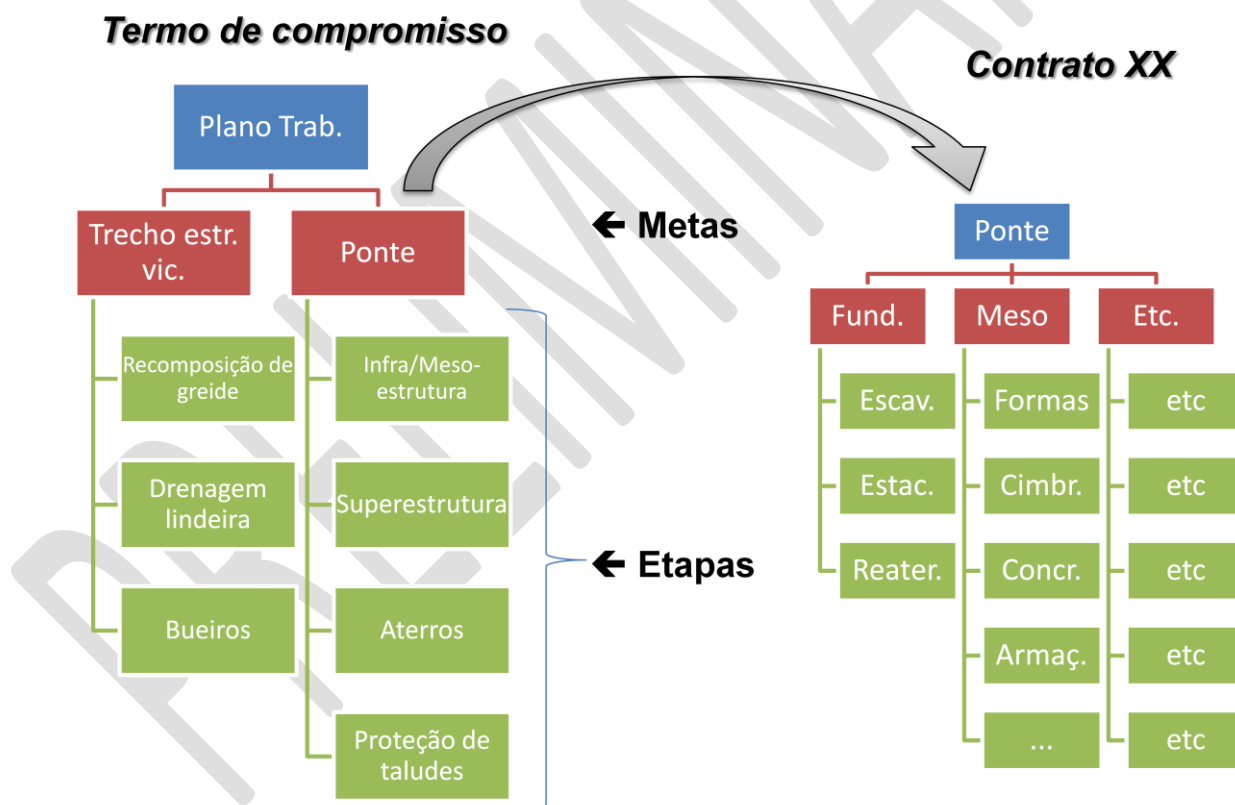 Termo de compromisso
Contrato XX
Plano Trab.
Trecho estr.
vic.
Ponte
← Metas
Recomposição de
greide
Infra/Meso-
estrutura
Drenagem
lindeira
Superestrutura
← Etapas
Bueiros
Aterros
Proteção de
taludes
Ponte
Fund.
Meso
Etc.
Escav.
Formas
etc
Estac.
Cimbr.
etc
Reater.
Concr.
etc
Armaç.
etc
...
etc